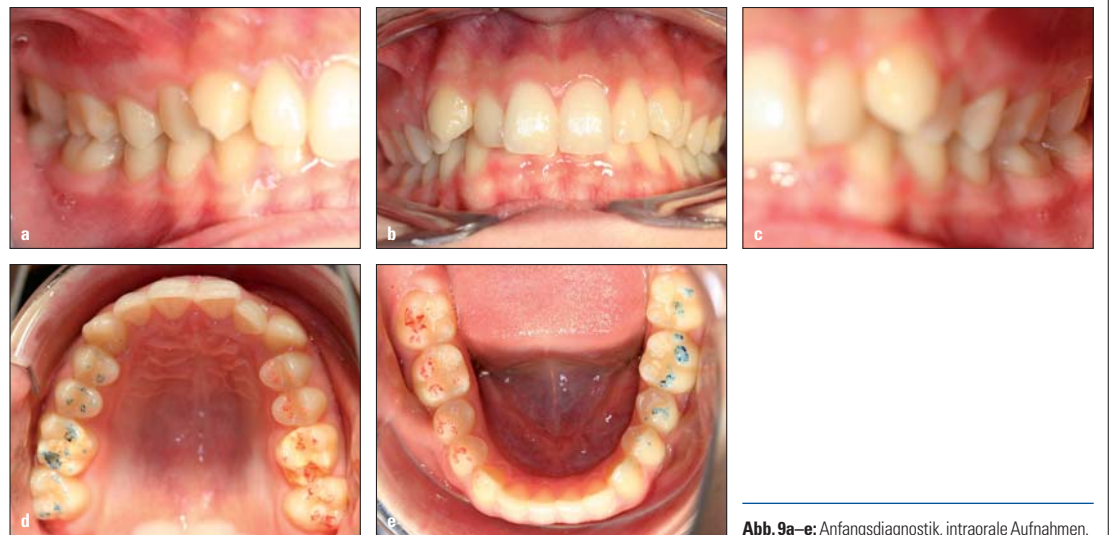 a
b
c
d
e
Abb. 9a–e: Anfangsdiagnostik, intraorale Aufnahmen.